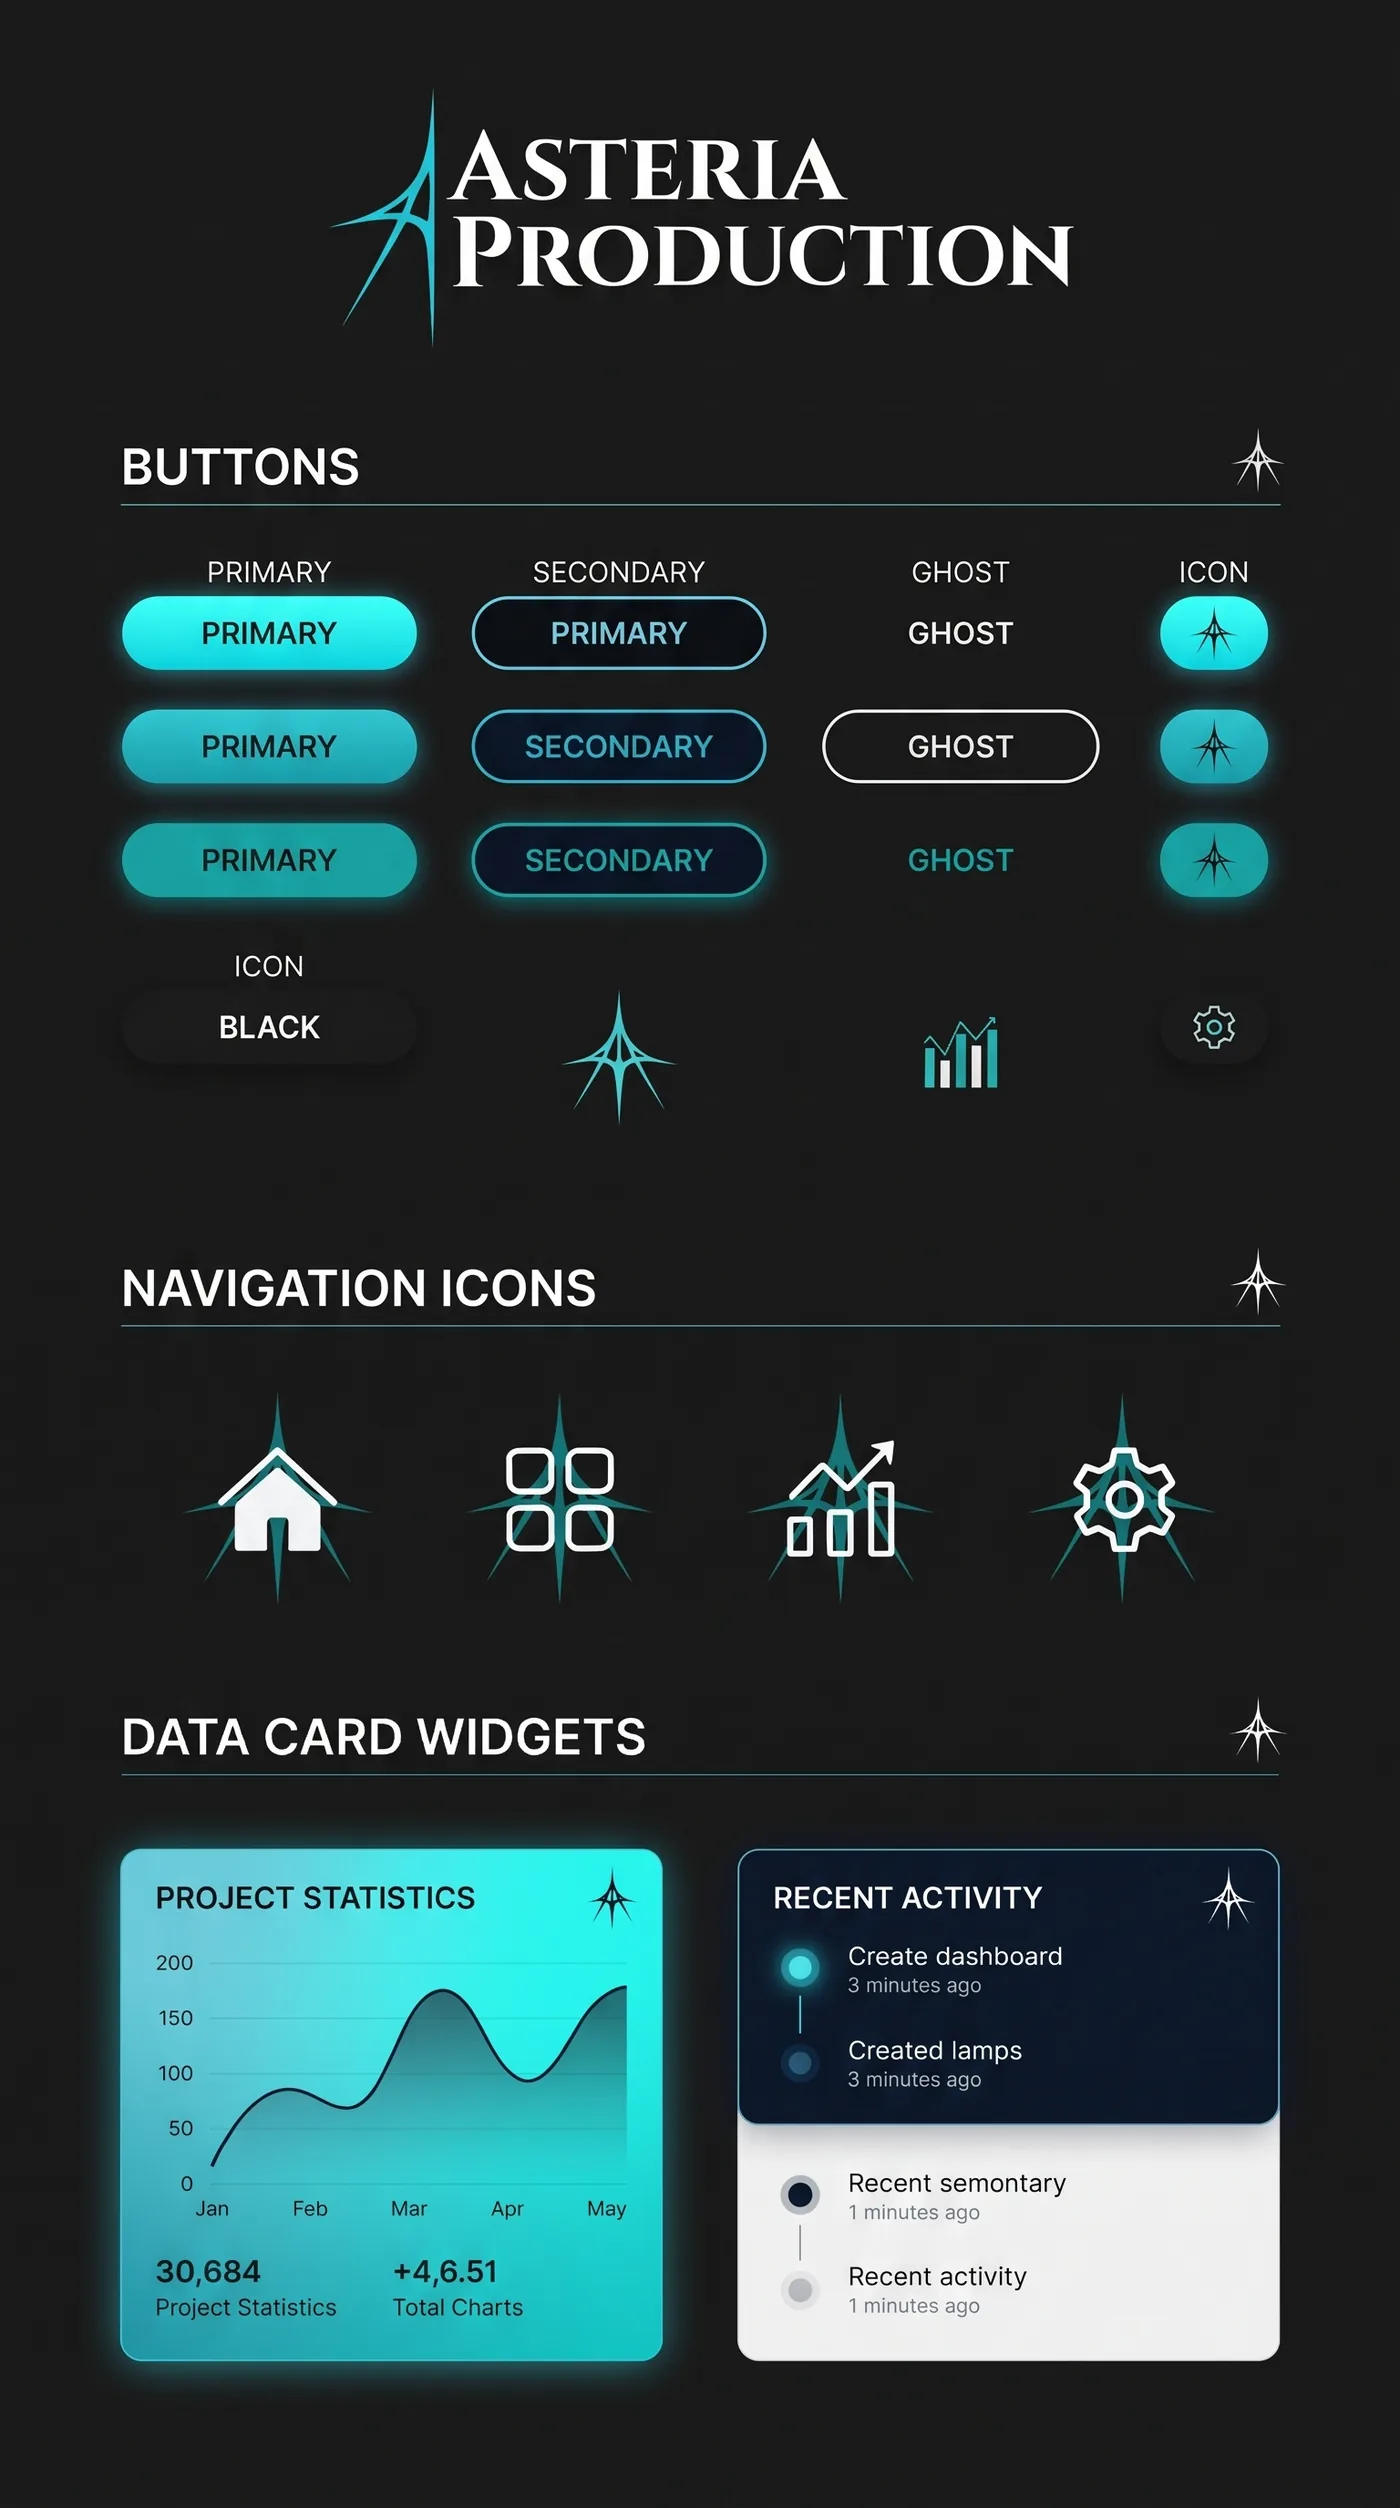 ASTERIA
PRODUCTION
BUTTONS
PRIMARY SECONDARY GHOST ICON
PRIMARY PRIMARY GHOST
PRIMARY SECONDARY GHOST
PRIMARY SECONDARY GHOST
ICON
BLACK
NAVIGATION ICONS
DATA CARD WIDGETS
PROJECT STATISTICS
200
150
100
50
0
Jan Feb Mar Apr May
30,684 +4,6.51
Project Statistics Total Charts
RECENT ACTIVITY
Create dashboard
3 minutes ago
Created lamps
3 minutes ago
Recent semontary
1 minutes ago
Recent activity
1 minutes ago